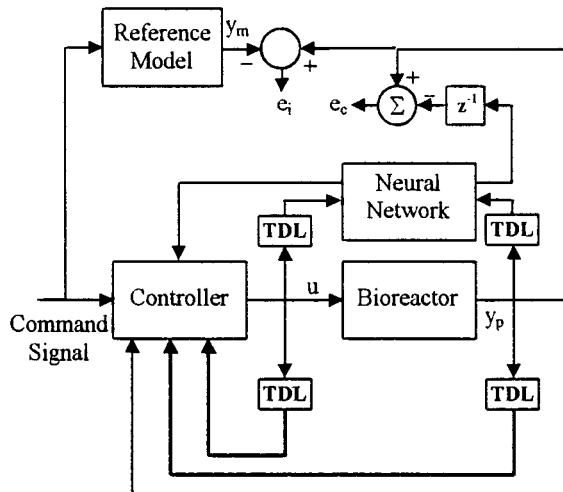 Reference
Model
y_m
−
+
e_i
+
e_c
Σ
−
z⁻¹
Neural
Network
TDL
TDL
Controller
u
Bioreactor
y_p
Command
Signal
TDL
TDL